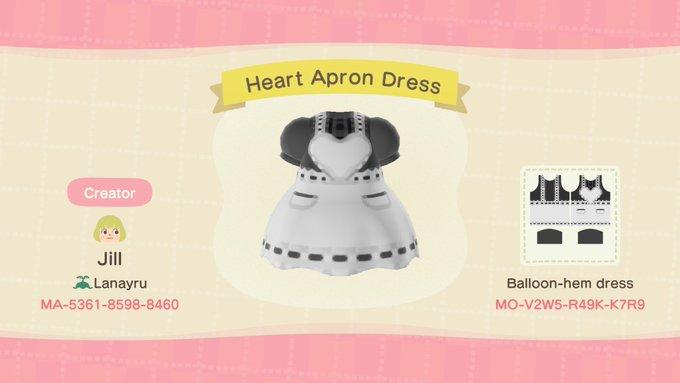 Heart Apron Dress
Creator
Jill
Lanayru
MA-5361-8598-8460
Balloon-hem dress
MO-V2W5-R49K-K7R9